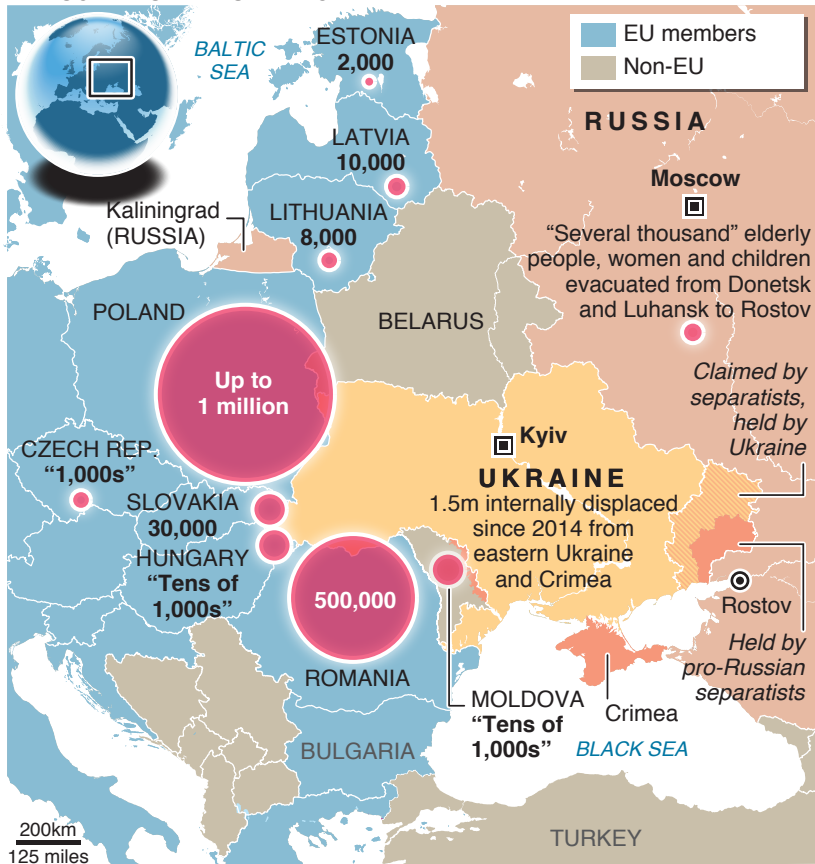 BALTIC
SEA
ESTONIA
2,000
EU members
Non-EU
RUSSIA
LATVIA
10,000
Moscow
Kaliningrad
(RUSSIA)
LITHUANIA
8,000
“Several thousand” elderly
people, women and children
evacuated from Donetsk
and Luhansk to Rostov
POLAND
BELARUS
Up to
1 million
Claimed by
separatists,
held by
Ukraine
Kyiv
CZECH REP.
“1,000s”
UKRAINE
1.5m internally displaced
since 2014 from
eastern Ukraine
and Crimea
SLOVAKIA
30,000
HUNGARY
“Tens of
1,000s”
500,000
Rostov
ROMANIA
Held by
pro-Russian
separatists
MOLDOVA
“Tens of
1,000s”
Crimea
BULGARIA
BLACK SEA
200km
125 miles
TURKEY